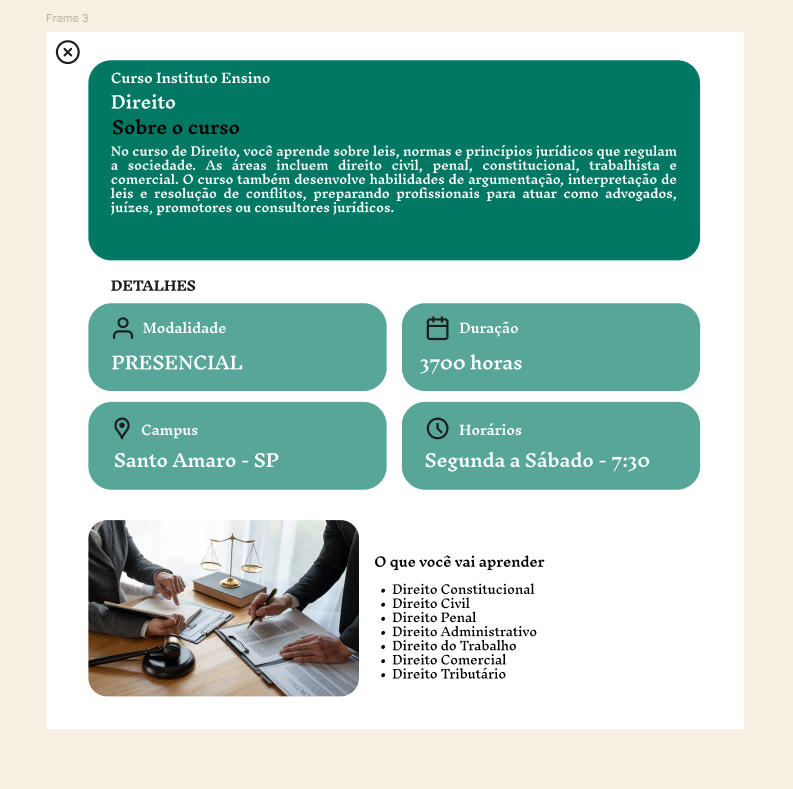 Frame 3
Curso Instituto Ensino
Direito
Sobre o curso
No curso de Direito, você aprende sobre leis, normas e princípios jurídicos que regulam
a sociedade. As áreas incluem direito civil, penal, constitucional, trabalhista e
comercial. O curso também desenvolve habilidades de argumentação, interpretação de
leis e resolução de conflitos, preparando profissionais para atuar como advogados,
juízes, promotores ou consultores jurídicos.
DETALHES
Modalidade
PRESENCIAL
Duração
3700 horas
Campus
Santo Amaro - SP
Horários
Segunda a Sábado - 7:30
O que você vai aprender
• Direito Constitucional
• Direito Civil
• Direito Penal
• Direito Administrativo
• Direito do Trabalho
• Direito Comercial
• Direito Tributário